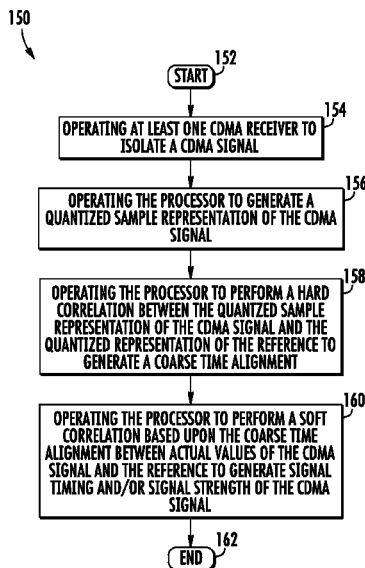 150
152
START
154
OPERATING AT LEAST ONE CDMA RECEIVER TO
ISOLATE A CDMA SIGNAL
156
OPERATING THE PROCESSOR TO GENERATE A
QUANTIZED SAMPLE REPRESENTATION OF THE CDMA
SIGNAL
158
OPERATING THE PROCESSOR TO PERFORM A HARD
CORRELATION BETWEEN THE QUANTZED SAMPLE
REPRESENTATION OF THE CDMA SIGNAL AND THE
QUANTIZED REPRESENTATION OF THE REFERENCE TO
GENERATE A COARSE TIME ALIGNMENT
160
OPERATING THE PROCESSOR TO PERFORM A SOFT
CORRELATION BASED UPON THE COARSE TIME
ALIGNMENT BETWEEN ACTUAL VALUES OF THE CDMA
SIGNAL AND THE REFERENCE TO GENERATE SIGNAL
TIMING AND/OR SIGNAL STRENGTH OF THE CDMA
SIGNAL
162
END